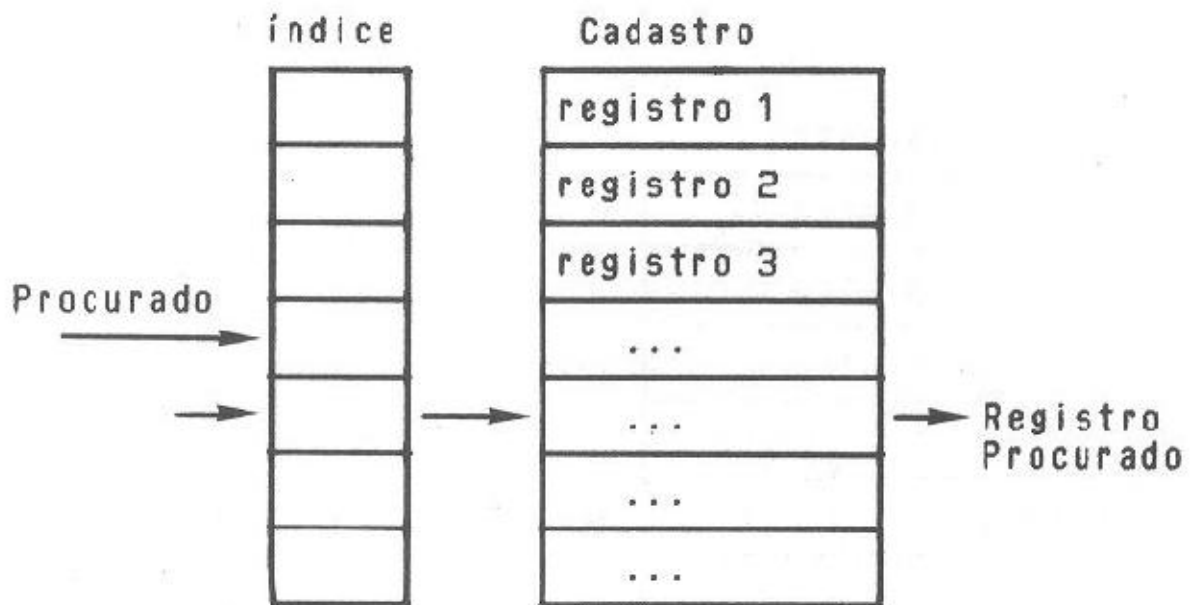 índice
Cadastro
registro 1
registro 2
registro 3
Procurado
...
...
Registro
Procurado
...
...